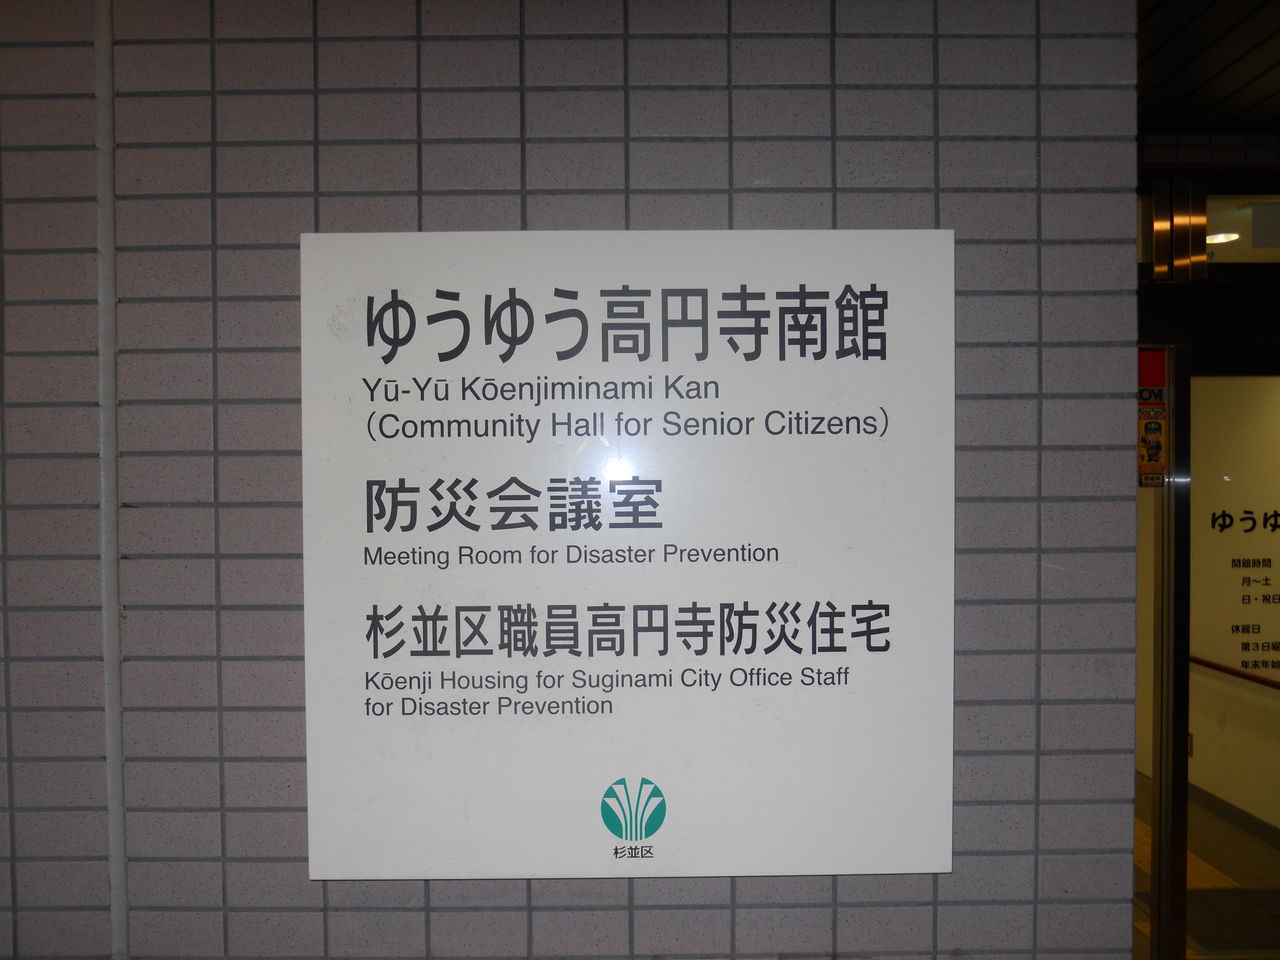 ゆうゆう高円寺南館
Yū-Yū Kōenjiminami Kan
（Community Hall for Senior Citizens）
防災会議室
Meeting Room for Disaster Prevention
杉並区職員高円寺防災住宅
Kōenji Housing for Suginami City Office Staff
for Disaster Prevention
杉並区
ゆうゆ
開館時間
月〜土
日・祝日
休館日
第3日曜
年末年始